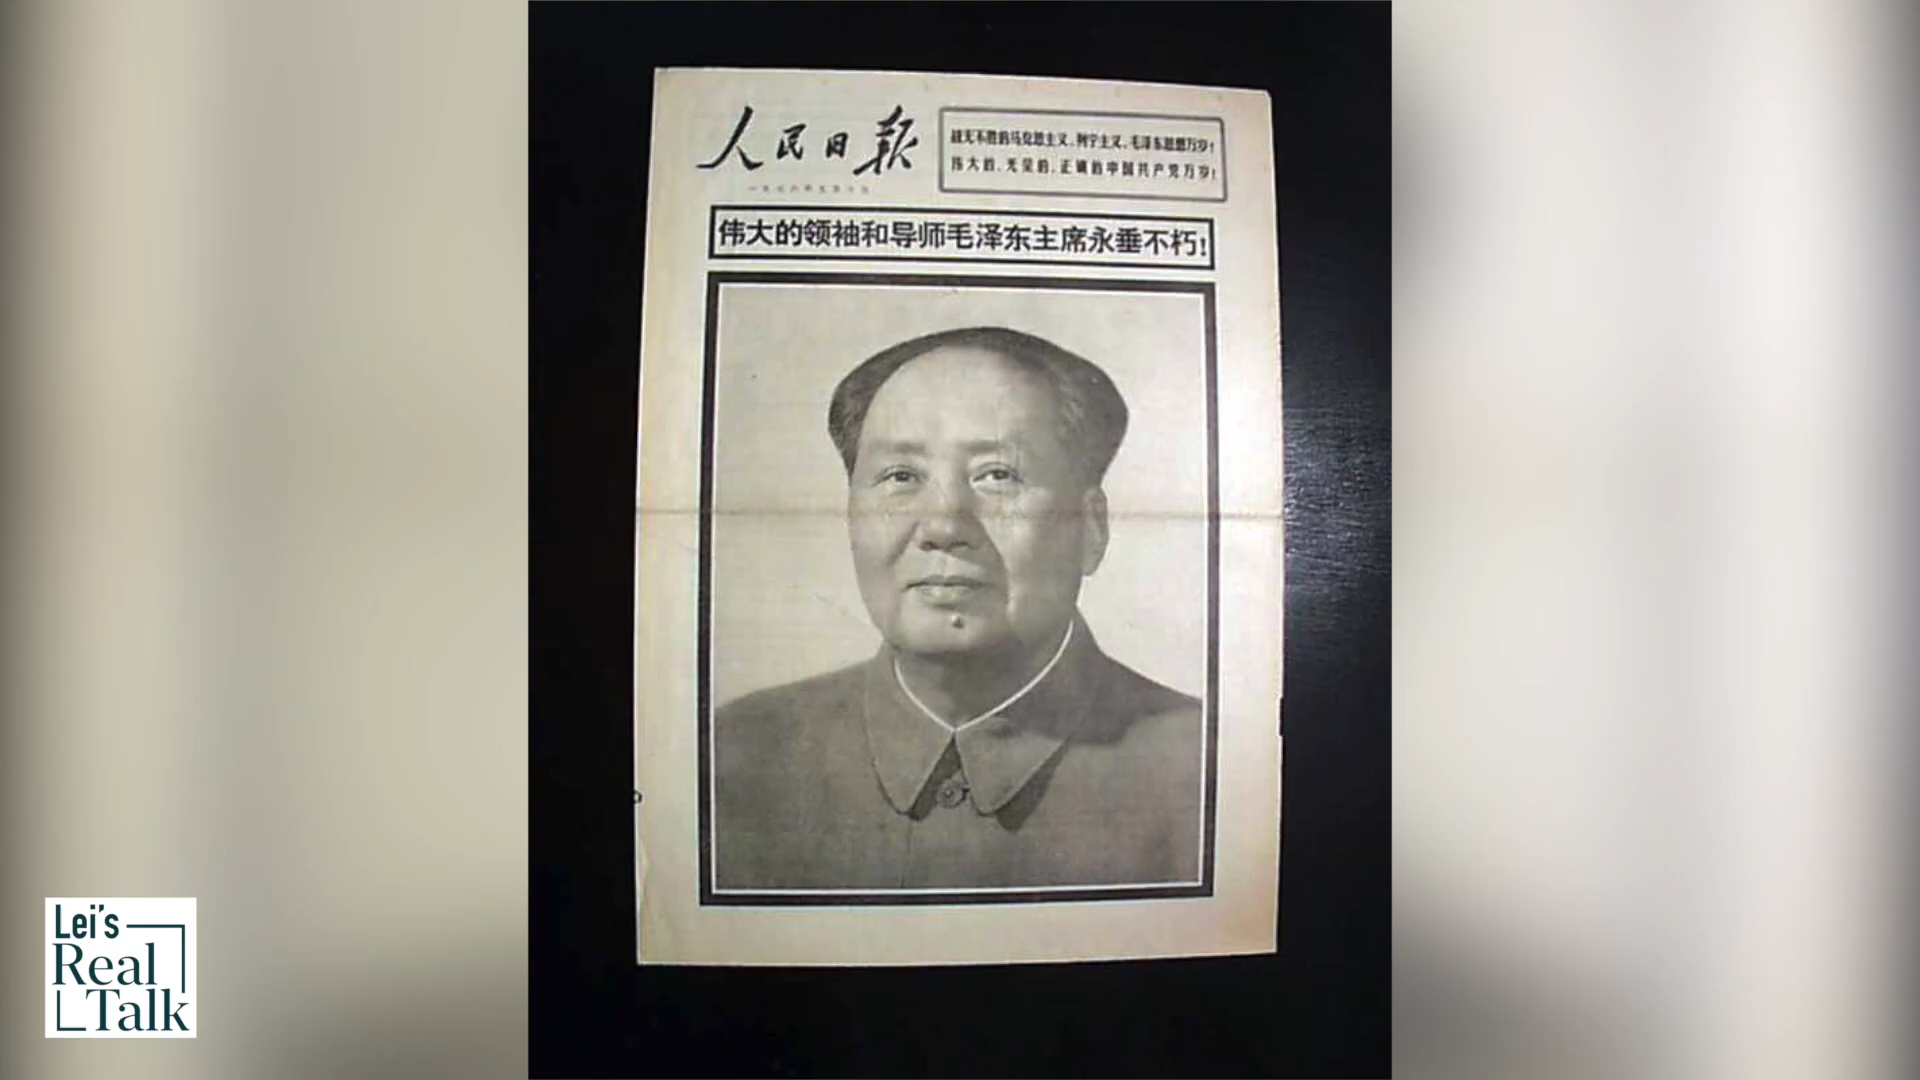 人民日报
战无不胜的马克思主义、列宁主义、毛泽东思想万岁!
伟大的、光荣的、正确的中国共产党万岁!
伟大的领袖和导师毛泽东主席永垂不朽!
Lei's
Real
Talk